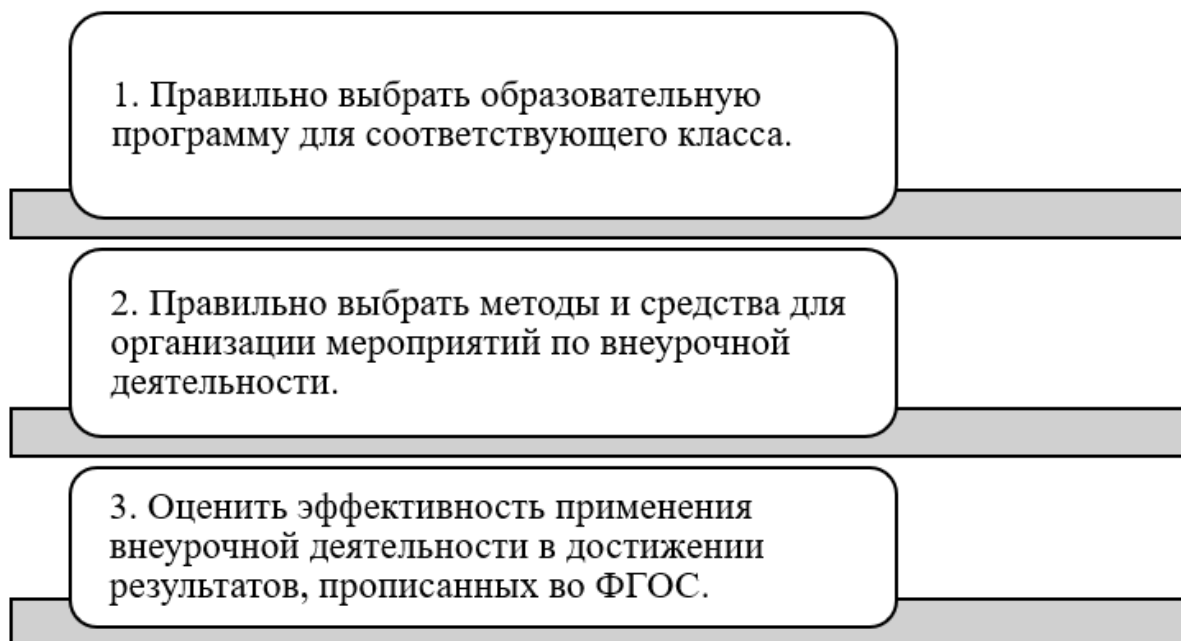 1. Правильно выбрать образовательную
программу для соответствующего класса.
2. Правильно выбрать методы и средства для
организации мероприятий по внеурочной
деятельности.
3. Оценить эффективность применения
внеурочной деятельности в достижении
результатов, прописанных во ФГОС.